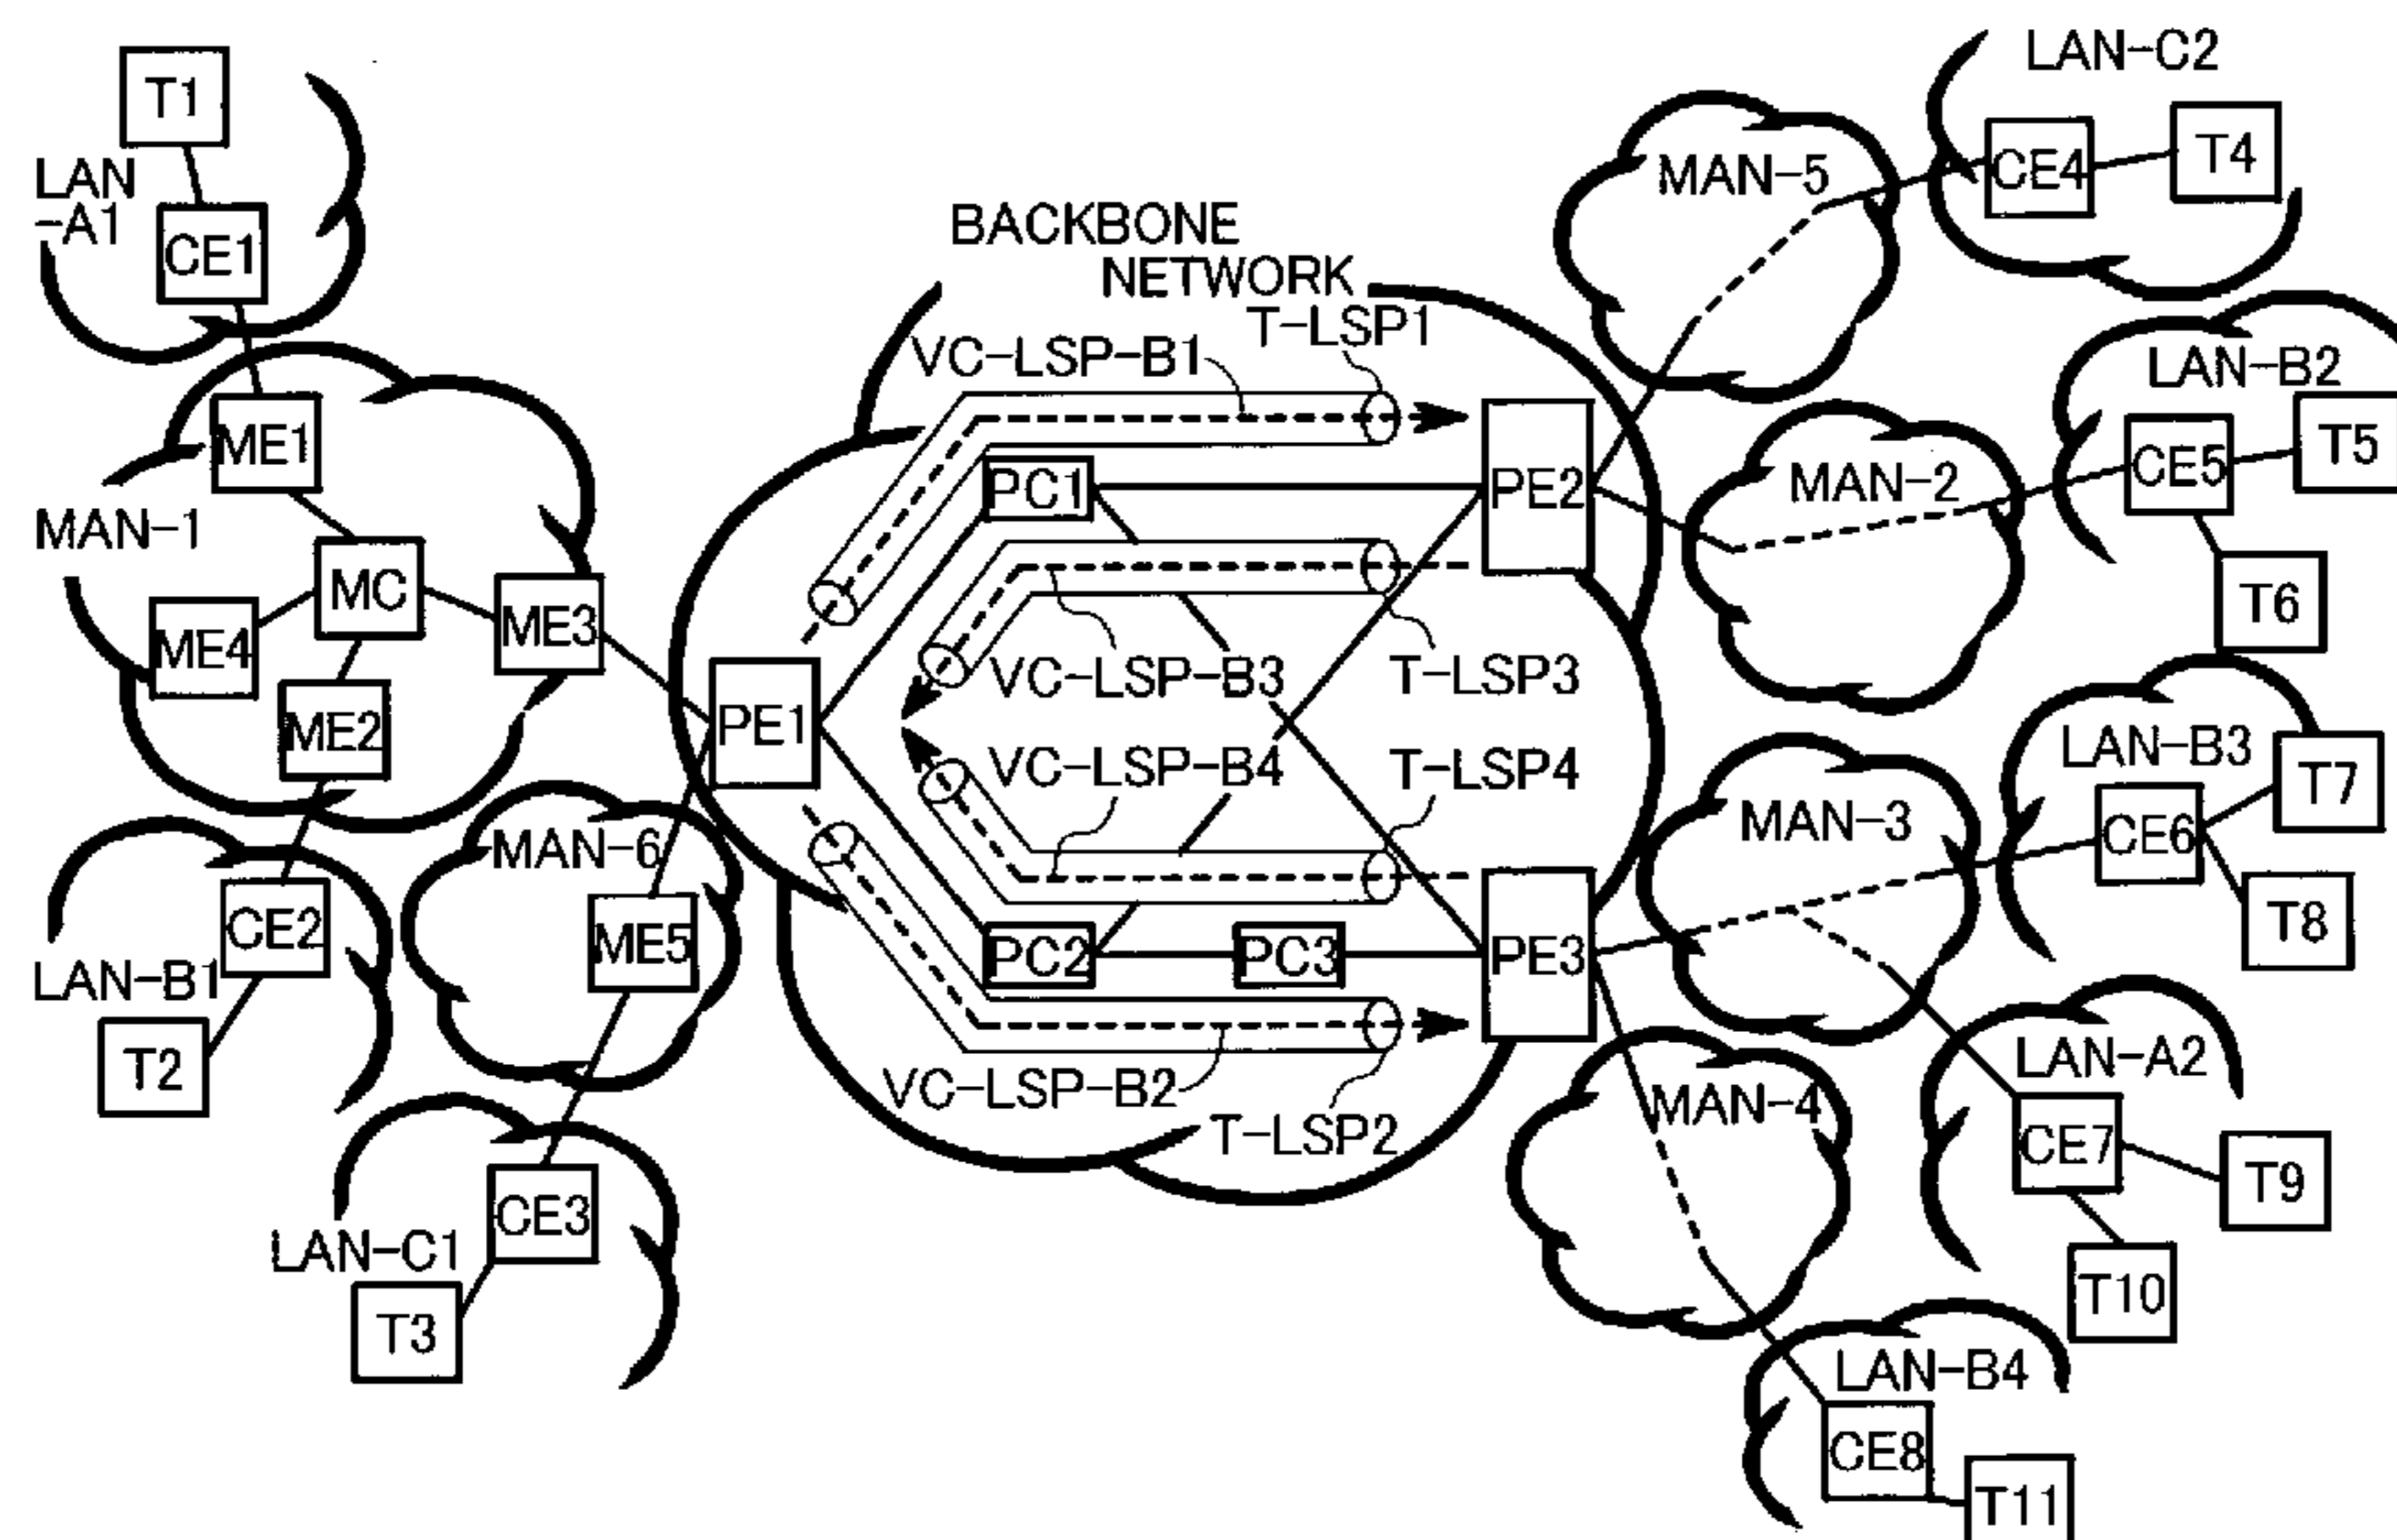 T1
LAN
-A1
CE1
ME1
MAN-1
MC
ME4
ME3
ME2
LAN-B1
CE2
T2
MAN-6
ME5
LAN-C1
CE3
T3
BACKBONE
NETWORK
T-LSP1
VC-LSP-B1
PC1
PE2
PE1
VC-LSP-B3
T-LSP3
VC-LSP-B4
T-LSP4
PC2
PC3
PE3
VC-LSP-B2
T-LSP2
LAN-C2
MAN-5
CE4
T4
LAN-B2
MAN-2
CE5
T5
T6
LAN-B3
MAN-3
CE6
T7
T8
LAN-A2
MAN-4
CE7
T9
T10
LAN-B4
CE8
T11